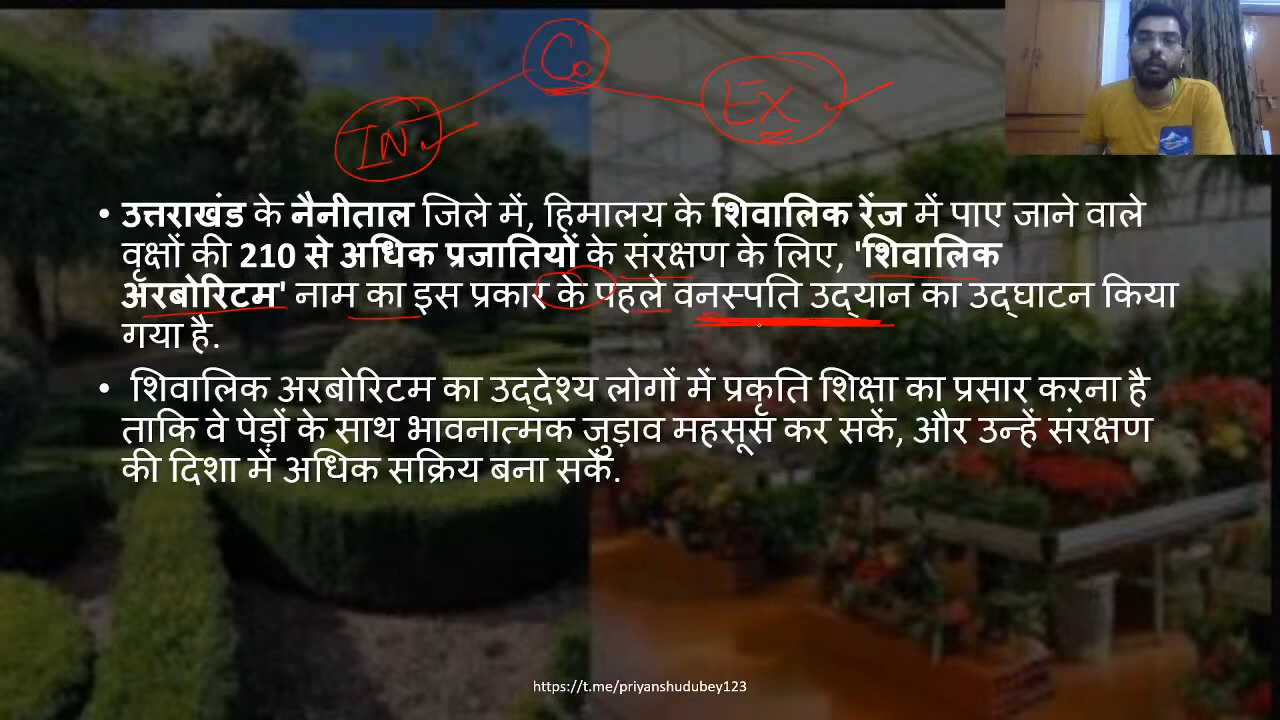 Co
IN
EX
• उत्तराखंड के नैनीताल जिले में, हिमालय के शिवालिक रेंज में पाए जाने वाले
वृक्षों की 210 से अधिक प्रजातियों के संरक्षण के लिए, 'शिवालिक
अरबोरिटम' नाम का इस प्रकार के पहले वनस्पति उद्यान का उद्घाटन किया
गया है.
• शिवालिक अरबोरिटम का उद्देश्य लोगों में प्रकृति शिक्षा का प्रसार करना है
ताकि वे पेड़ों के साथ भावनात्मक जुड़ाव महसूस कर सकें, और उन्हें संरक्षण
की दिशा में अधिक सक्रिय बना सकें.
https://t.me/priyanshudubey123